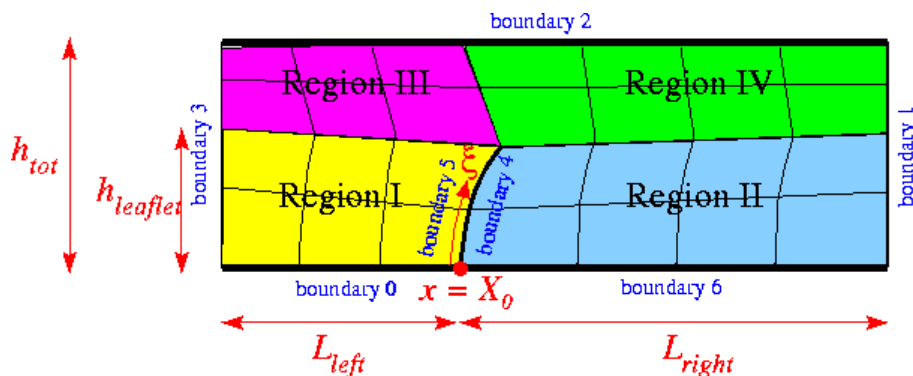 boundary 2
Region III
Region IV
boundary 3
boundary 1
h_tot
h_leaflet
ξ
Region I
boundary 5
boundary 4
Region II
boundary 0
x = X_0
boundary 6
L_left
L_right